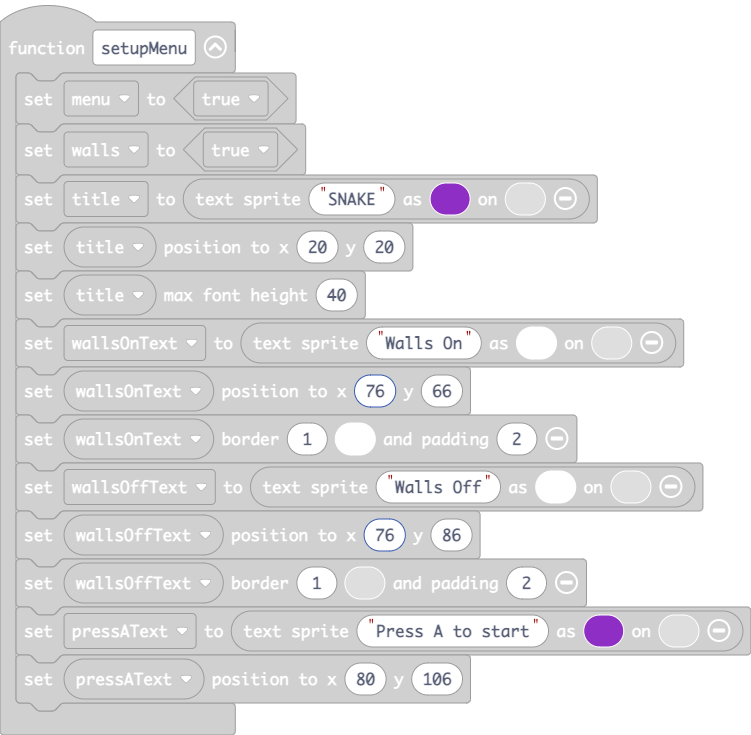 function setupMenu
set menu to true
set walls to true
set title to text sprite "SNAKE" as on
set title position to x 20 y 20
set title max font height 40
set wallsOnText to text sprite "Walls On" as on
set wallsOnText position to x 76 y 66
set wallsOnText border 1 and padding 2
set wallsOffText to text sprite "Walls Off" as on
set wallsOffText position to x 76 y 86
set wallsOffText border 1 and padding 2
set pressAText to text sprite "Press A to start" as on
set pressAText position to x 80 y 106